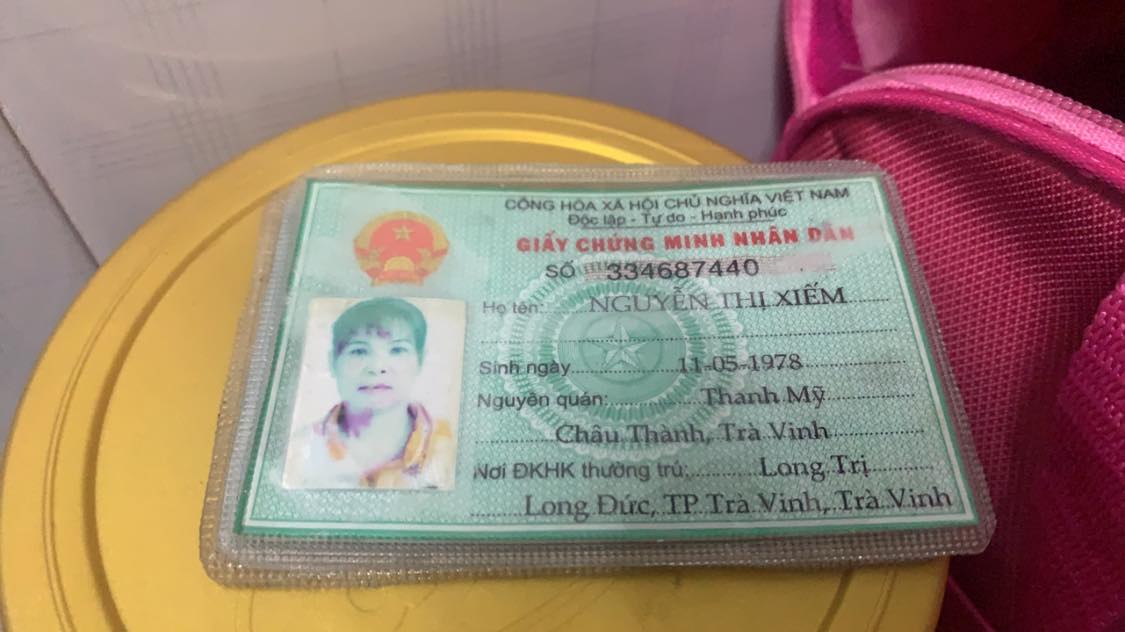 CỘNG HÒA XÃ HỘI CHỦ NGHĨA VIỆT NAM
Độc lập - Tự do - Hạnh phúc
GIẤY CHỨNG MINH NHÂN DÂN
SỐ 334687440
Họ tên: NGUYỄN THỊ XIẾM
Sinh ngày 11-05-1978
Nguyên quán: Thanh Mỹ
Châu Thành, Trà Vinh
Nơi ĐKHK thường trú: Long Trị
Long Đức, TP Trà Vinh, Trà Vinh